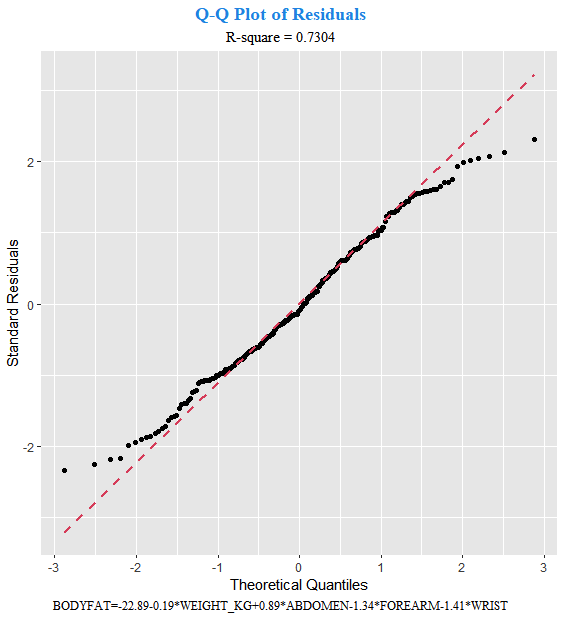 Q-Q Plot of Residuals
R-square = 0.7304
2
0
-2
Standard Residuals
-3
-2
-1
0
1
2
3
Theoretical Quantiles
BODYFAT=-22.89-0.19*WEIGHT_KG+0.89*ABDOMEN-1.34*FOREARM-1.41*WRIST